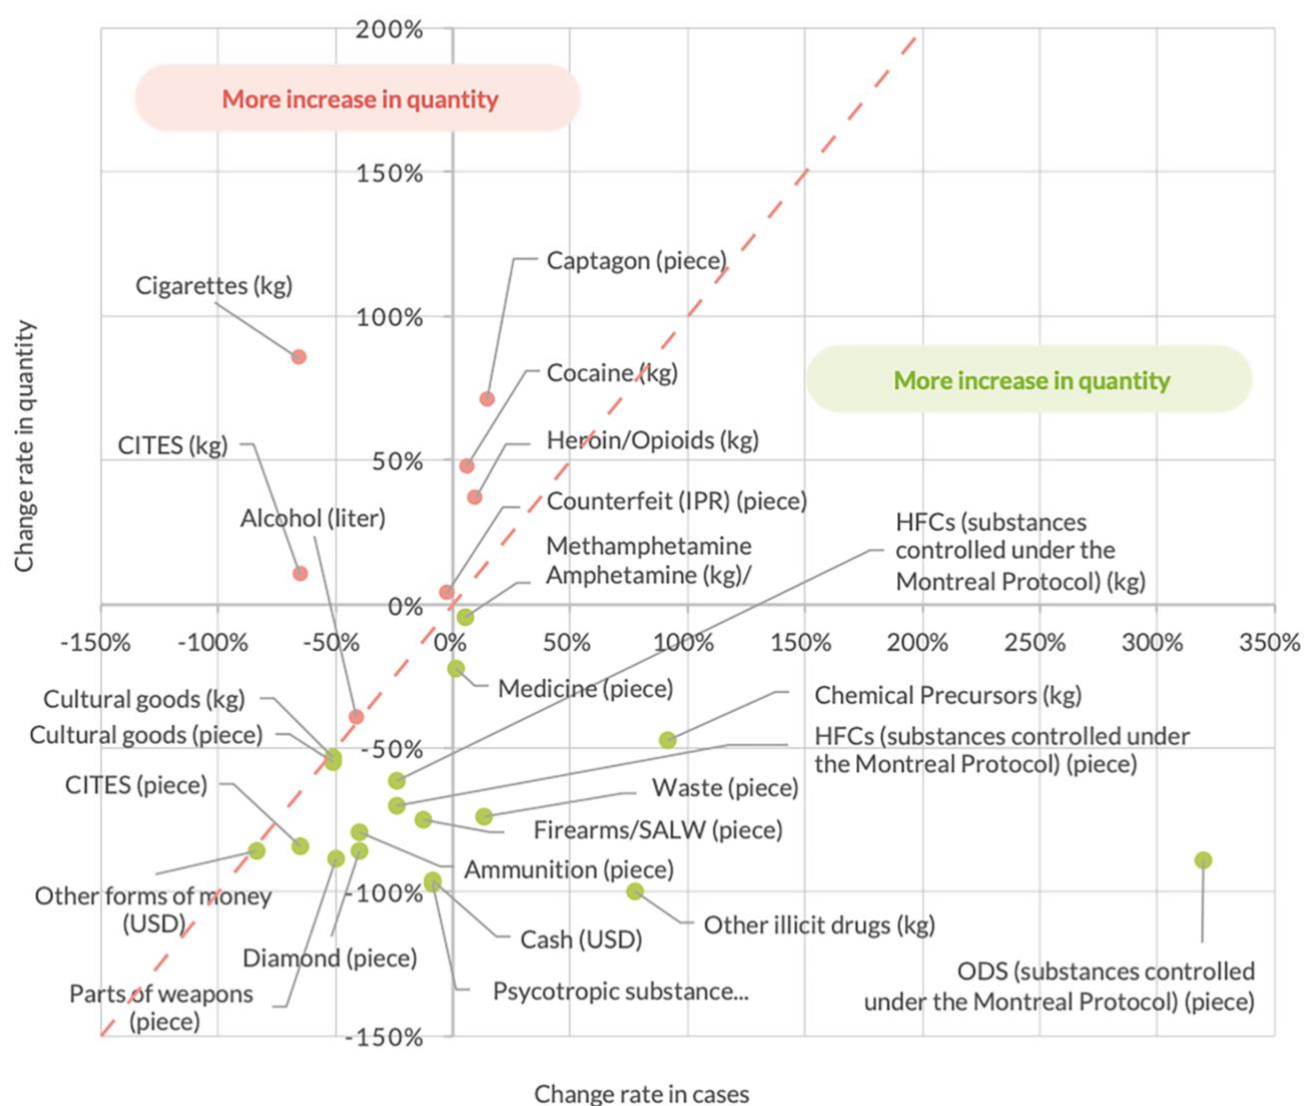 200%
More increase in quantity
150%
Captagon (piece)
Cigarettes (kg)
100%
Cocaine (kg)
More increase in quantity
Change rate in quantity
CITES (kg)
Heroin/Opioids (kg)
50%
Counterfeit (IPR) (piece)
Alcohol (liter)
HFCs (substances
controlled under the
Montreal Protocol) (kg)
Methamphetamine
Amphetamine (kg)/
0%
-150% -100% -50% 0% 50% 100% 150% 200% 250% 300% 350%
Medicine (piece)
Cultural goods (kg)
Chemical Precursors (kg)
Cultural goods (piece)
-50%
HFCs (substances controlled under
the Montreal Protocol) (piece)
CITES (piece)
Waste (piece)
Firearms/SALW (piece)
Ammunition (piece)
-100%
Other forms of money
(USD)
Other illicit drugs (kg)
Cash (USD)
Diamond (piece)
ODS (substances controlled
under the Montreal Protocol) (piece)
Parts of weapons
(piece)
Psycotropic substance...
-150%
Change rate in cases